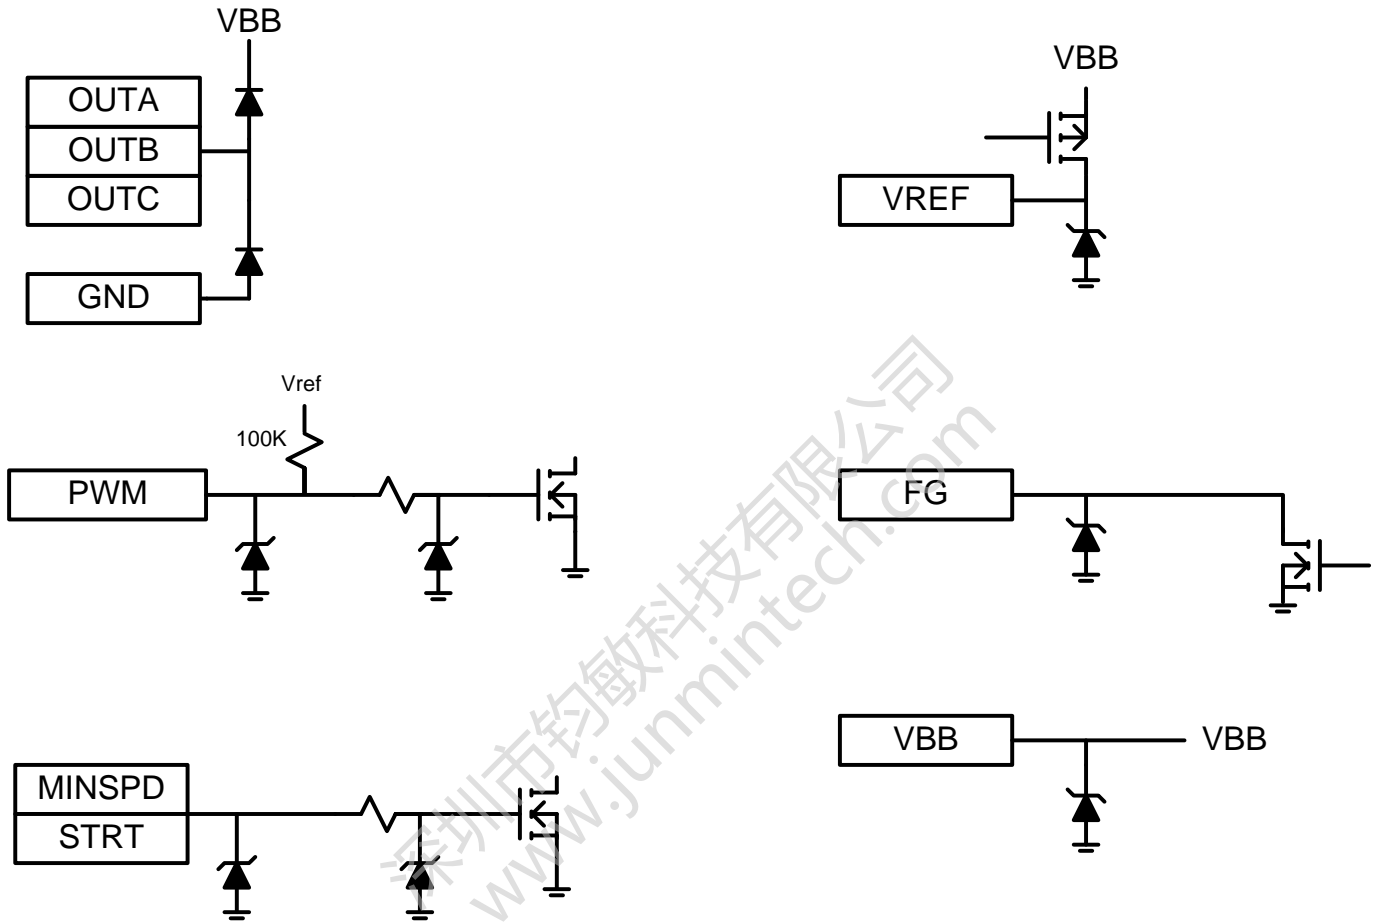 VBB
OUTA
OUTB
OUTC
GND
VBB
VREF
Vref
100K
PWM
FG
MINSPD
STRT
VBB
VBB
深圳市钧敏科技有限公司
www.junmintech.com